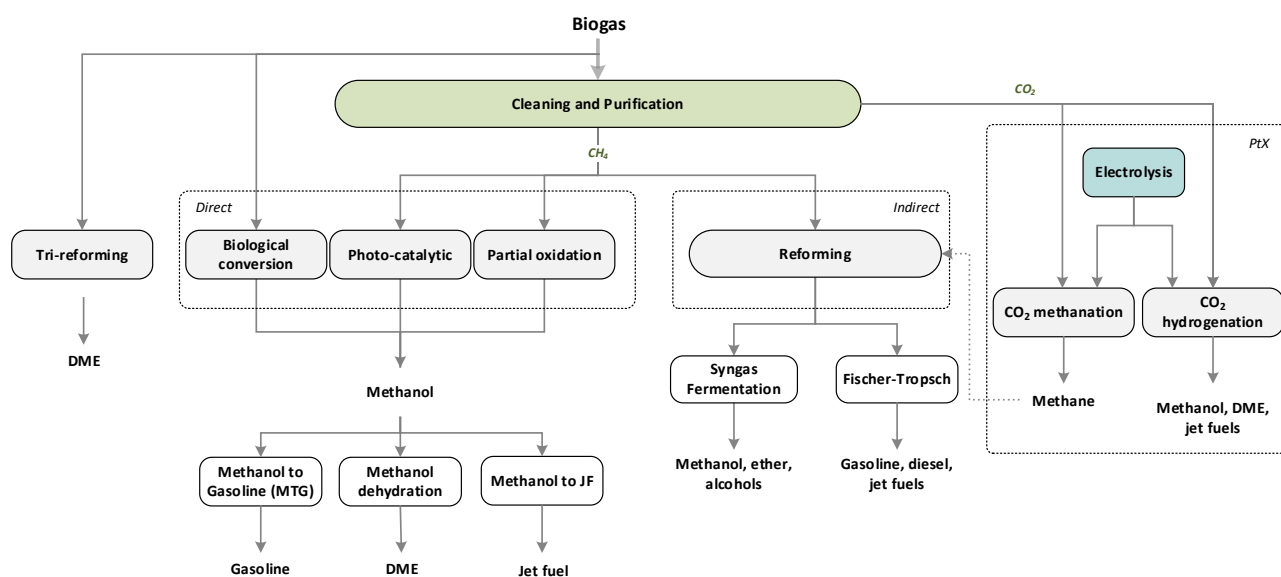 Biogas
Cleaning and Purification
CO₂
CH₄
PtX
Electrolysis
Direct
Indirect
Tri-reforming
Biological
conversion
Photo-catalytic
Partial oxidation
Reforming
CO₂ methanation
CO₂
hydrogenation
DME
Methanol
Syngas
Fermentation
Fischer-Tropsch
Methane
Methanol, DME,
jet fuels
Methanol to
Gasoline (MTG)
Methanol
dehydration
Methanol to JF
Methanol, ether,
alcohols
Gasoline, diesel,
jet fuels
Gasoline
DME
Jet fuel